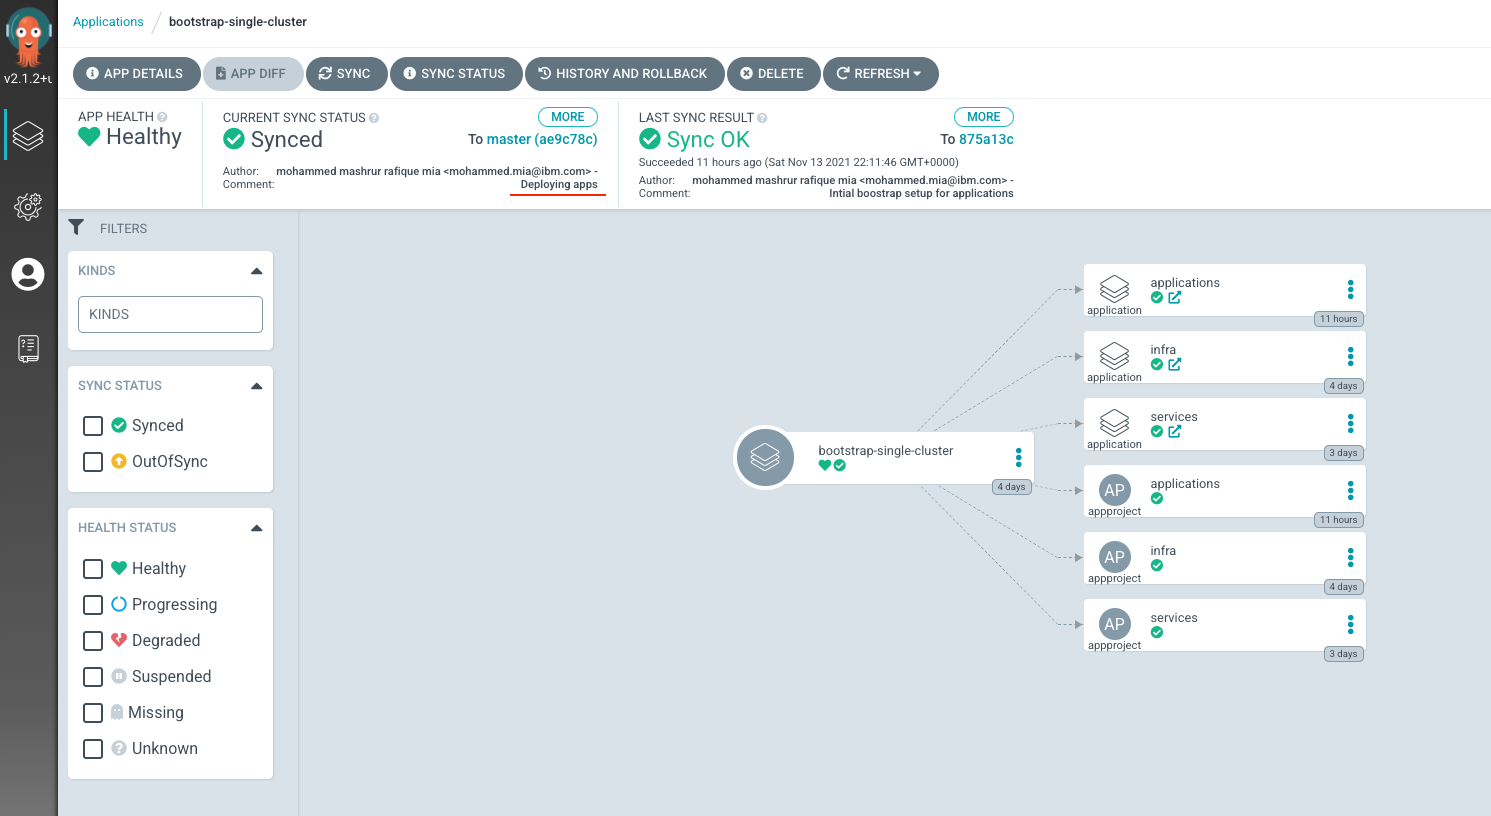 Applications / bootstrap-single-cluster
v2.1.2+u
APP DETAILS
APP DIFF
SYNC
SYNC STATUS
HISTORY AND ROLLBACK
DELETE
REFRESH
APP HEALTH
Healthy
CURRENT SYNC STATUS
MORE
Synced
To master (ae9c78c)
Author: mohammed mashrur rafique mia <mohammed.mia@ibm.com> -
Comment: Deploying apps
LAST SYNC RESULT
MORE
Sync OK
To 875a13c
Succeeded 11 hours ago (Sat Nov 13 2021 22:11:46 GMT+0000)
Author: mohammed mashrur rafique mia <mohammed.mia@ibm.com> -
Comment: Intial boostrap setup for applications
FILTERS
KINDS
KINDS
SYNC STATUS
Synced
OutOfSync
HEALTH STATUS
Healthy
Progressing
Degraded
Suspended
Missing
Unknown
bootstrap-single-cluster
4 days
applications
application
11 hours
infra
application
4 days
services
application
3 days
AP
applications
appproject
11 hours
AP
infra
appproject
4 days
AP
services
appproject
3 days